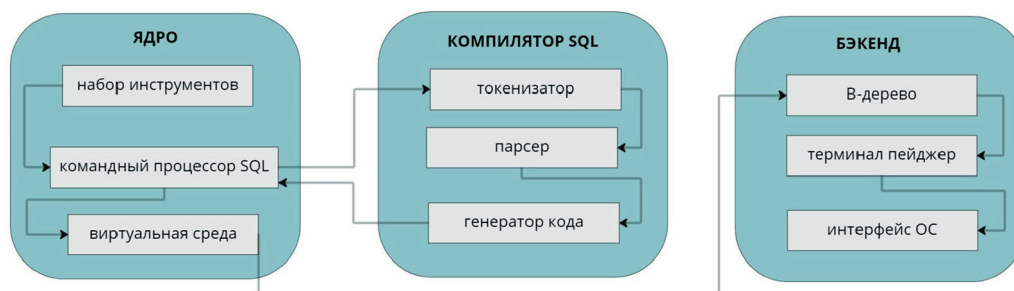 ЯДРО
набор инструментов
командный процессор SQL
виртуальная среда
КОМПИЛЯТОР SQL
токенизатор
парсер
генератор кода
БЭКЕНД
В-дерево
терминал пейджер
интерфейс ОС